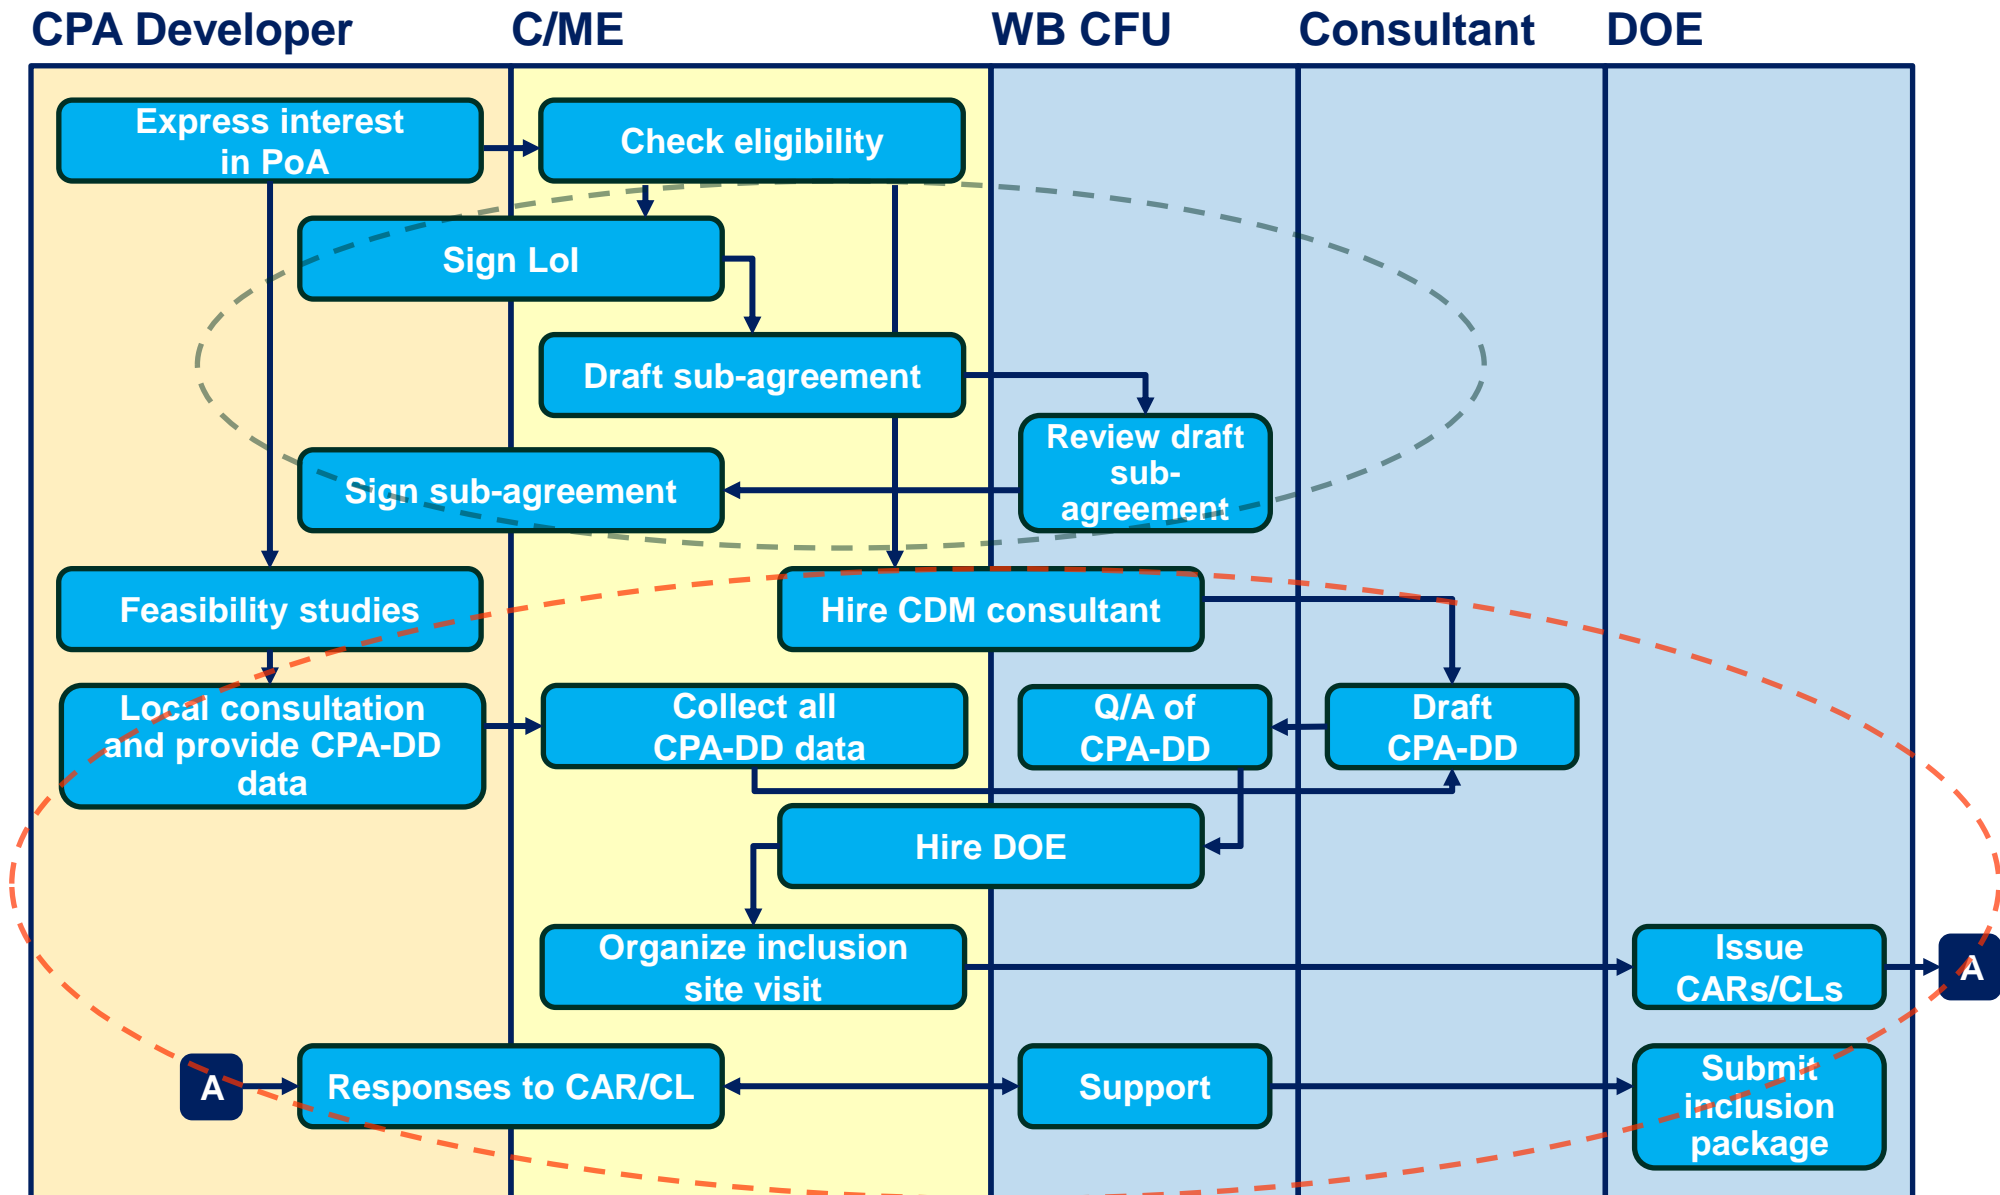 CPA Developer
C/ME
WB CFU
Consultant
DOE
Express interest
in PoA
Check eligibility
Sign LoI
Draft sub-agreement
Review draft
sub-
agreement
Sign sub-agreement
Feasibility studies
Hire CDM consultant
Local consultation
and provide CPA-DD
data
Collect all
CPA-DD data
Q/A of
CPA-DD
Draft
CPA-DD
Hire DOE
Organize inclusion
site visit
Issue
CARs/CLs
A
A
Responses to CAR/CL
Support
Submit
inclusion
package